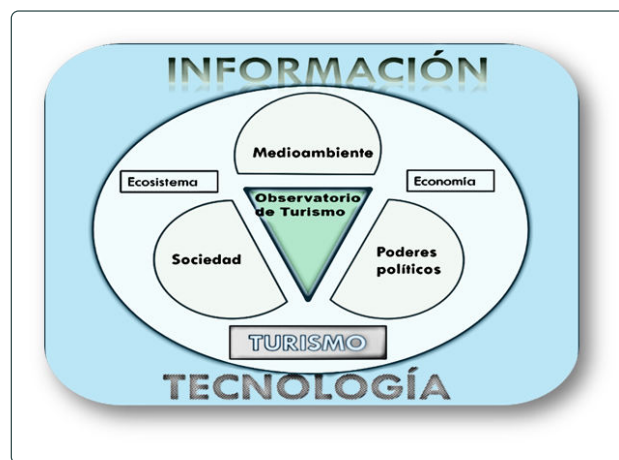 INFORMACIÓN
Medioambiente
Ecosistema
Economía
Observatorio
de Turismo
Sociedad
Poderes
políticos
TURISMO
TECNOLOGÍA